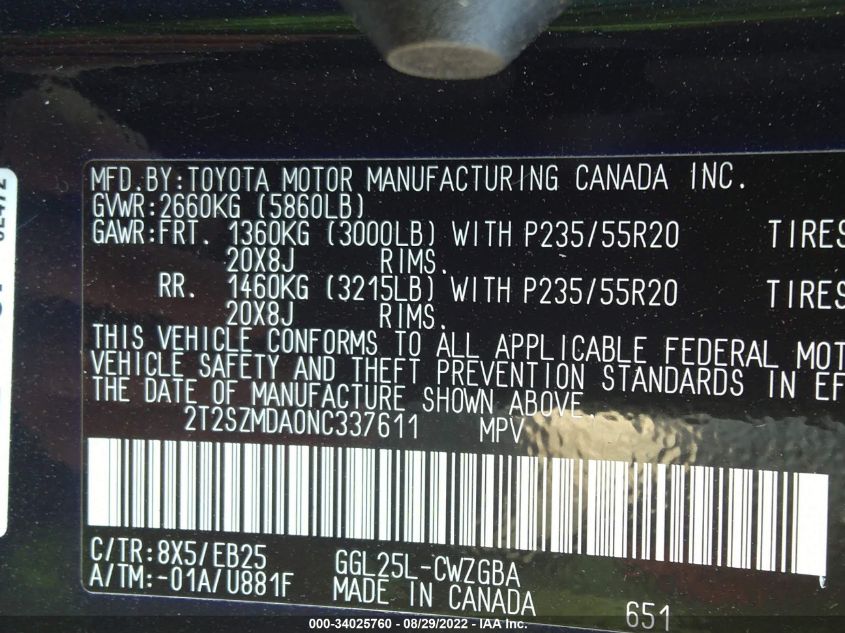 MFD.BY:TOYOTA MOTOR MANUFACTURING CANADA INC.
GVWR:2660KG (5860LB)
GAWR:FRT. 1360KG (3000LB) WITH P235/55R20 TIRES
20X8J RIMS.
RR. 1460KG (3215LB) WITH P235/55R20 TIRES
20X8J RIMS.
THIS VEHICLE CONFORMS TO ALL APPLICABLE FEDERAL MOT
VEHICLE SAFETY AND THEFT PREVENTION STANDARDS IN EF
THE DATE OF MANUFACTURE SHOWN ABOVE.
2T2SZMDA0NC337611 MPV
C/TR:8X5/EB25 GGL25L-CWZGBA
A/TM:-01A/U881F MADE IN CANADA 651
000-34025760 - 08/29/2022 - IAA Inc.